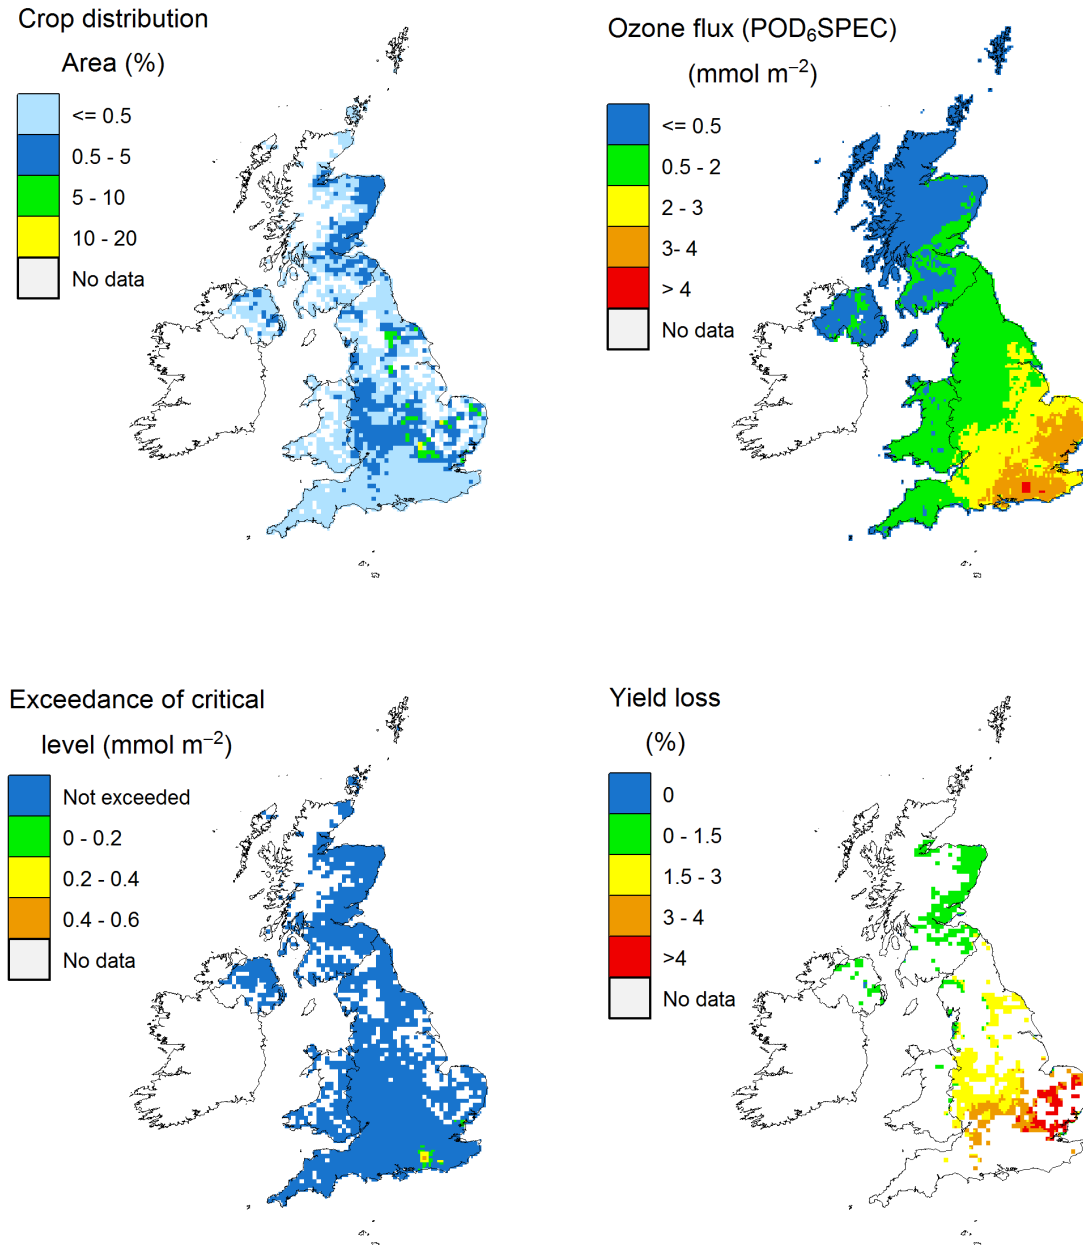 Crop distribution
Area (%)
<= 0.5
0.5 - 5
5 - 10
10 - 20
No data
Ozone flux (POD₆SPEC)
(mmol m⁻²)
<= 0.5
0.5 - 2
2 - 3
3- 4
> 4
No data
Exceedance of critical
level (mmol m⁻²)
Not exceeded
0 - 0.2
0.2 - 0.4
0.4 - 0.6
No data
Yield loss
(%)
0
0 - 1.5
1.5 - 3
3 - 4
>4
No data